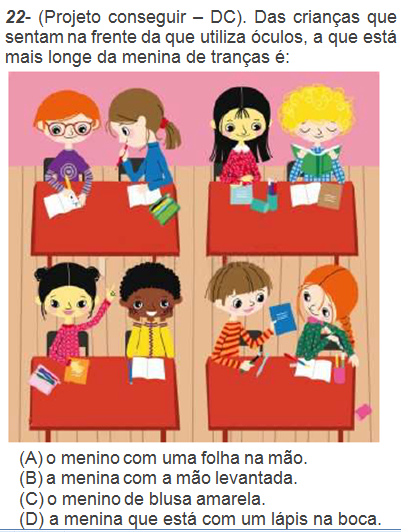 22- (Projeto conseguir – DC). Das crianças que
sentam na frente da que utiliza óculos, a que está
mais longe da menina de tranças é:
(A) o menino com uma folha na mão.
(B) a menina com a mão levantada.
(C) o menino de blusa amarela.
(D) a menina que está com um lápis na boca.